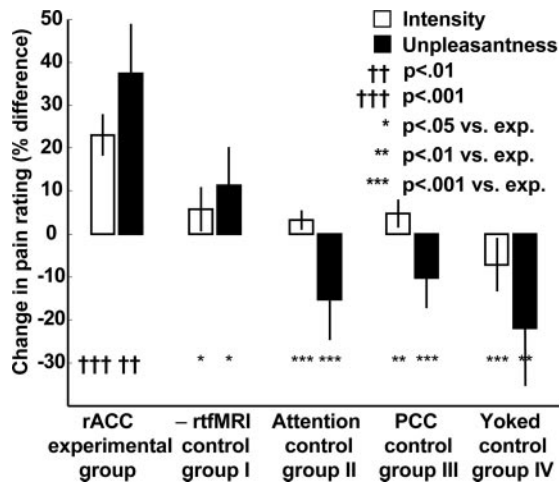 Change in pain rating (% difference)
50
40
30
20
10
0
-10
-20
-30
Intensity
Unpleasantness
†† p<.01
††† p<.001
* p<.05 vs. exp.
** p<.01 vs. exp.
*** p<.001 vs. exp.
††† †† * * *** *** ** *** *** **
rACC
experimental
group
– rtfMRI
control
group I
Attention
control
group II
PCC
control
group III
Yoked
control
group IV